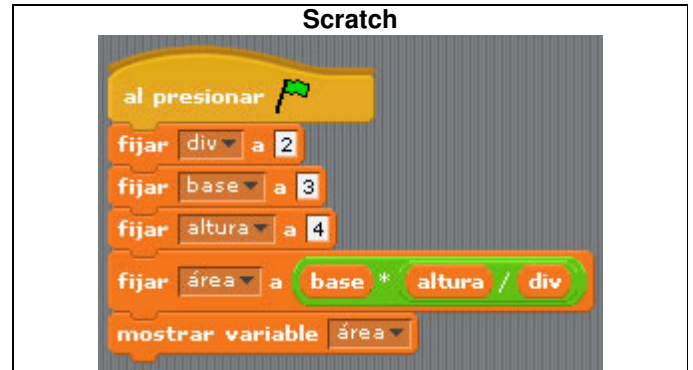 Scratch
al presionar
fijar div a 2
fijar base a 3
fijar altura a 4
fijar área a base * altura / div
mostrar variable área